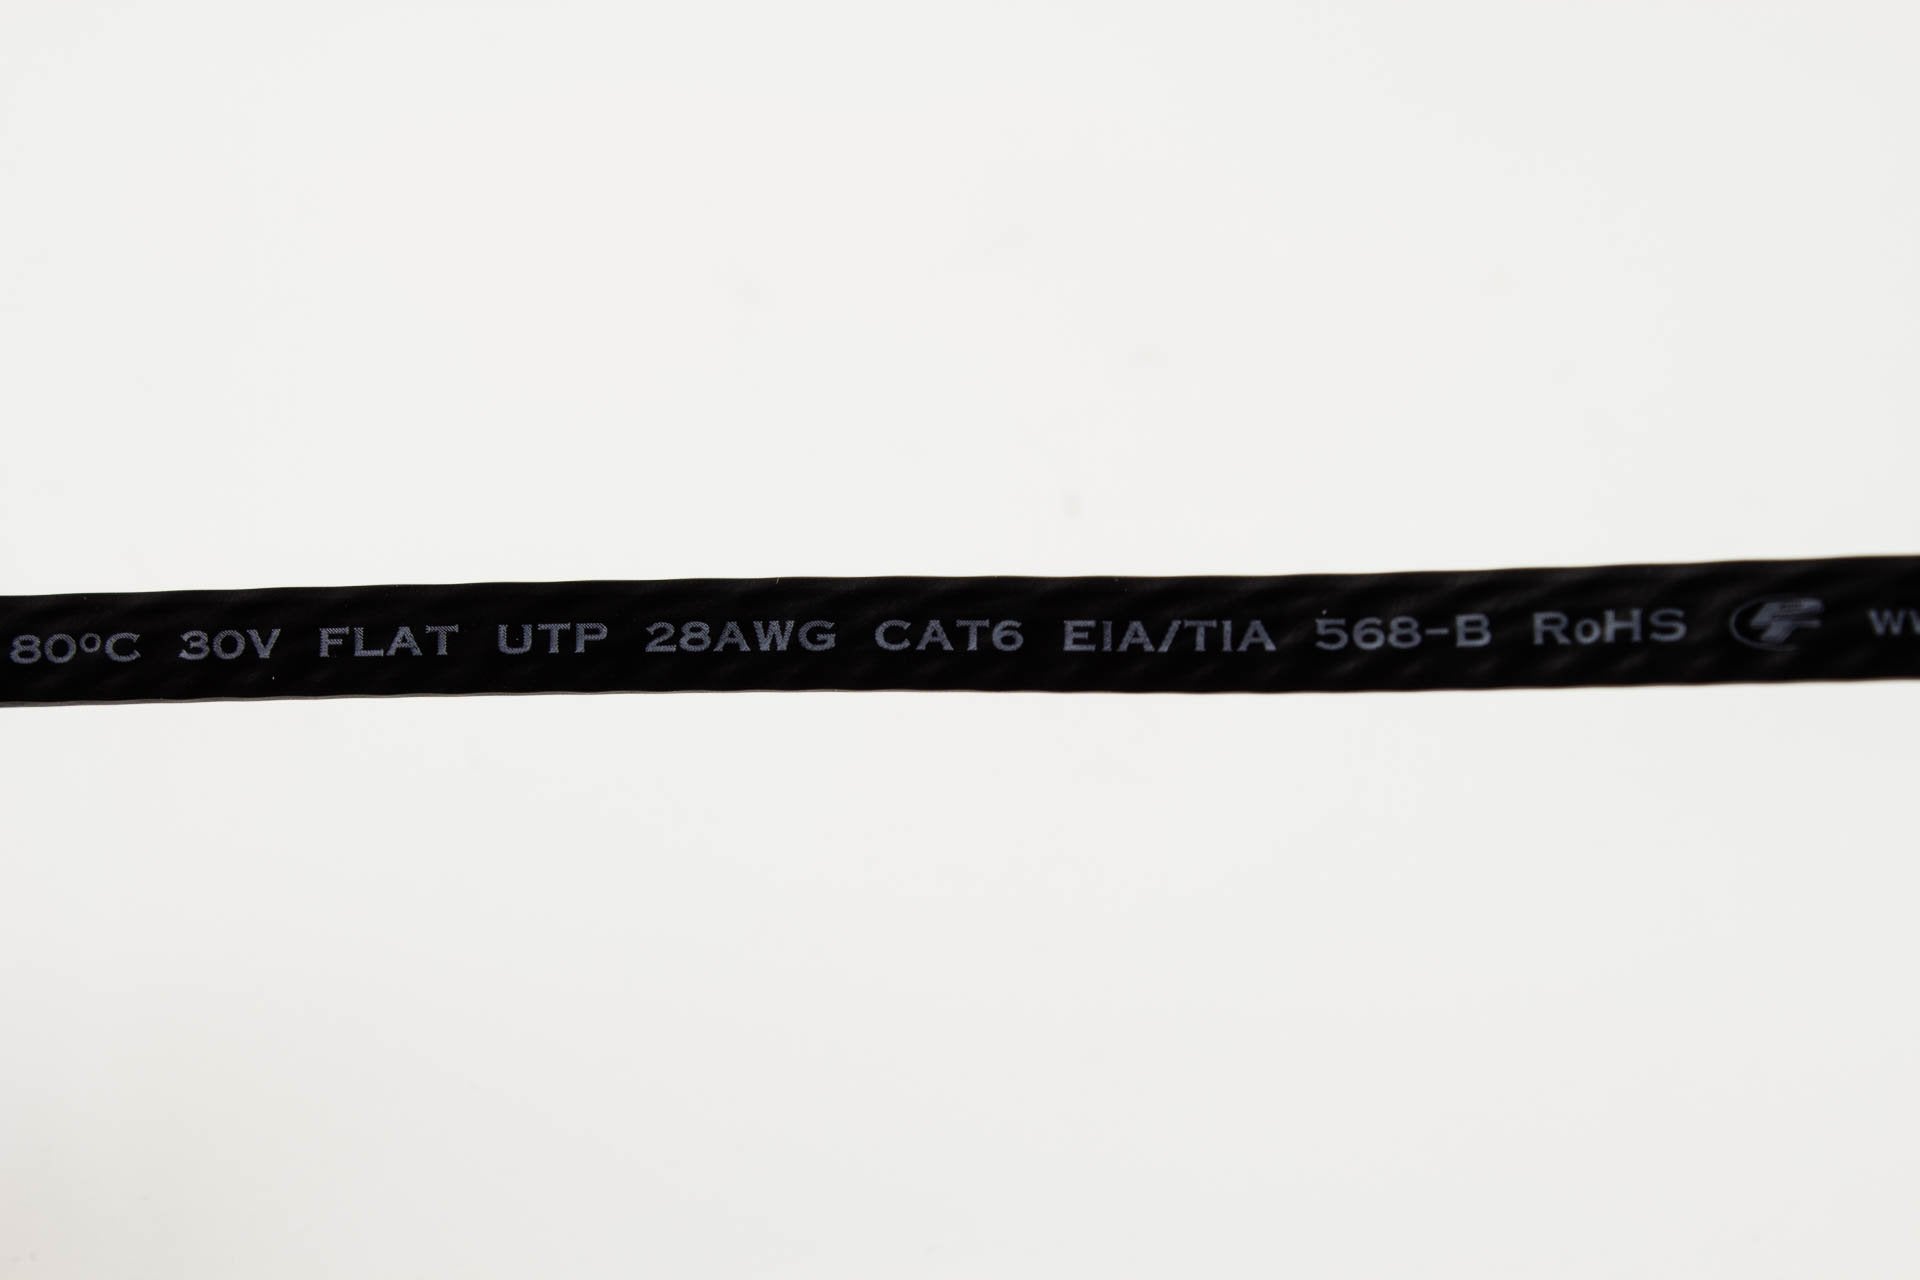 80°C 30V FLAT UTP 28AWG CAT6 EIA/TIA 568-B RoHS